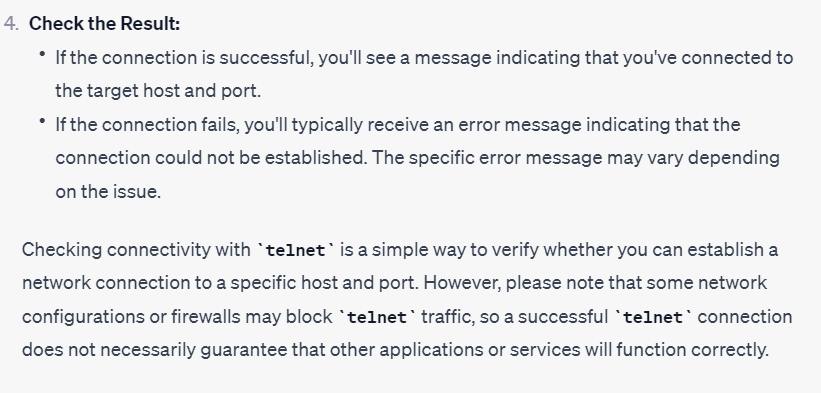 4. Check the Result:
• If the connection is successful, you'll see a message indicating that you've connected to
the target host and port.
• If the connection fails, you'll typically receive an error message indicating that the
connection could not be established. The specific error message may vary depending
on the issue.
Checking connectivity with `telnet` is a simple way to verify whether you can establish a
network connection to a specific host and port. However, please note that some network
configurations or firewalls may block `telnet` traffic, so a successful `telnet` connection
does not necessarily guarantee that other applications or services will function correctly.